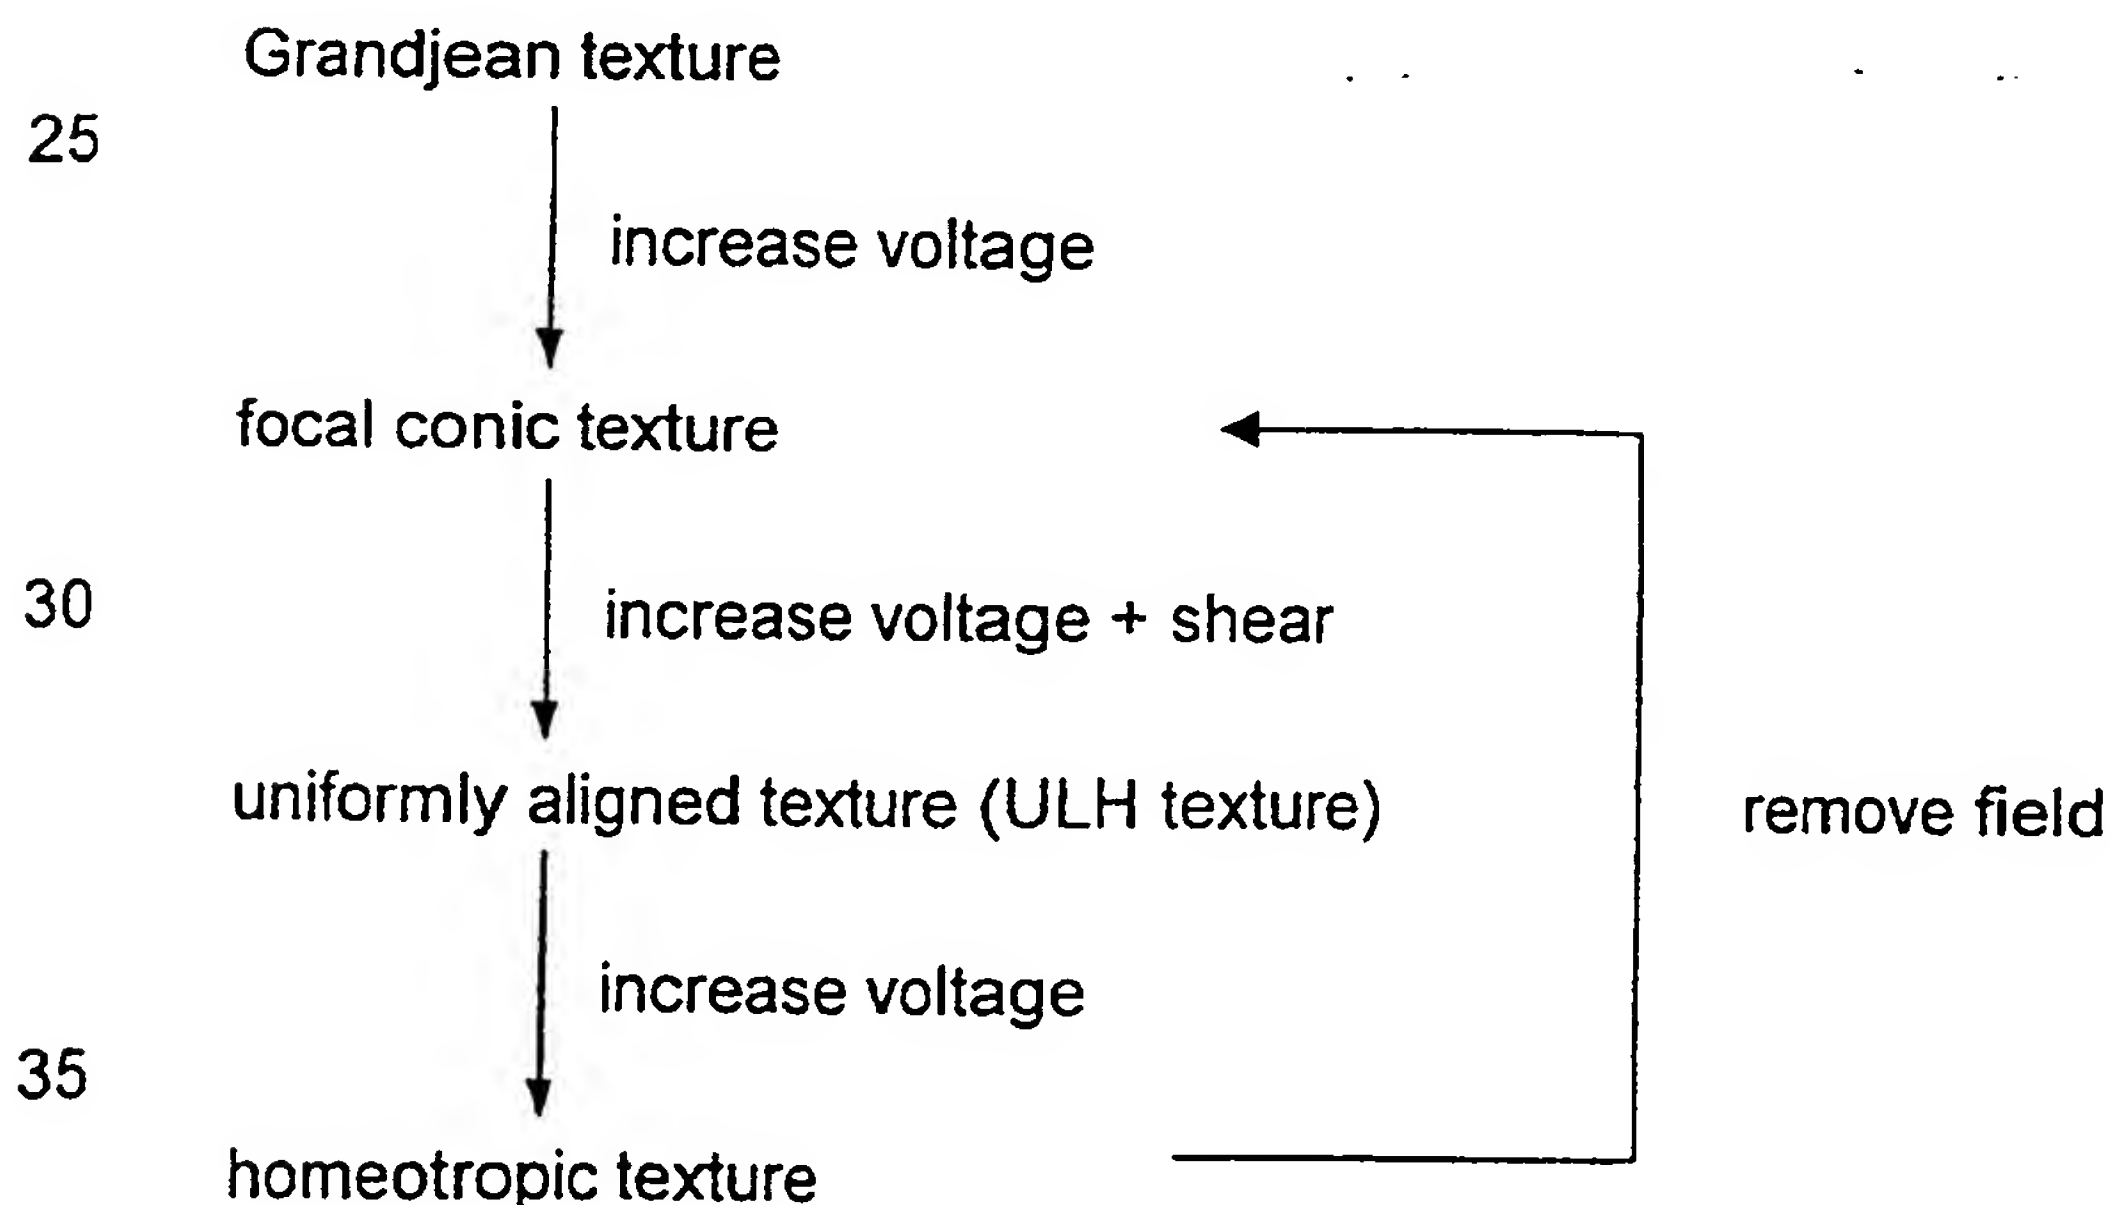 Grandjean texture
25
increase voltage
focal conic texture
30
increase voltage + shear
uniformly aligned texture (ULH texture)
remove field
increase voltage
35
homeotropic texture